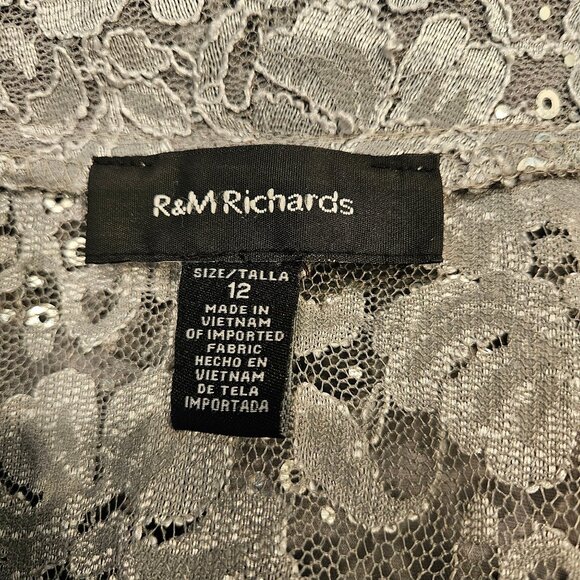 R&M Richards
SIZE/TALLA
12
MADE IN
VIETNAM
OF IMPORTED
FABRIC
HECHO EN
VIETNAM
DE TELA
IMPORTADA